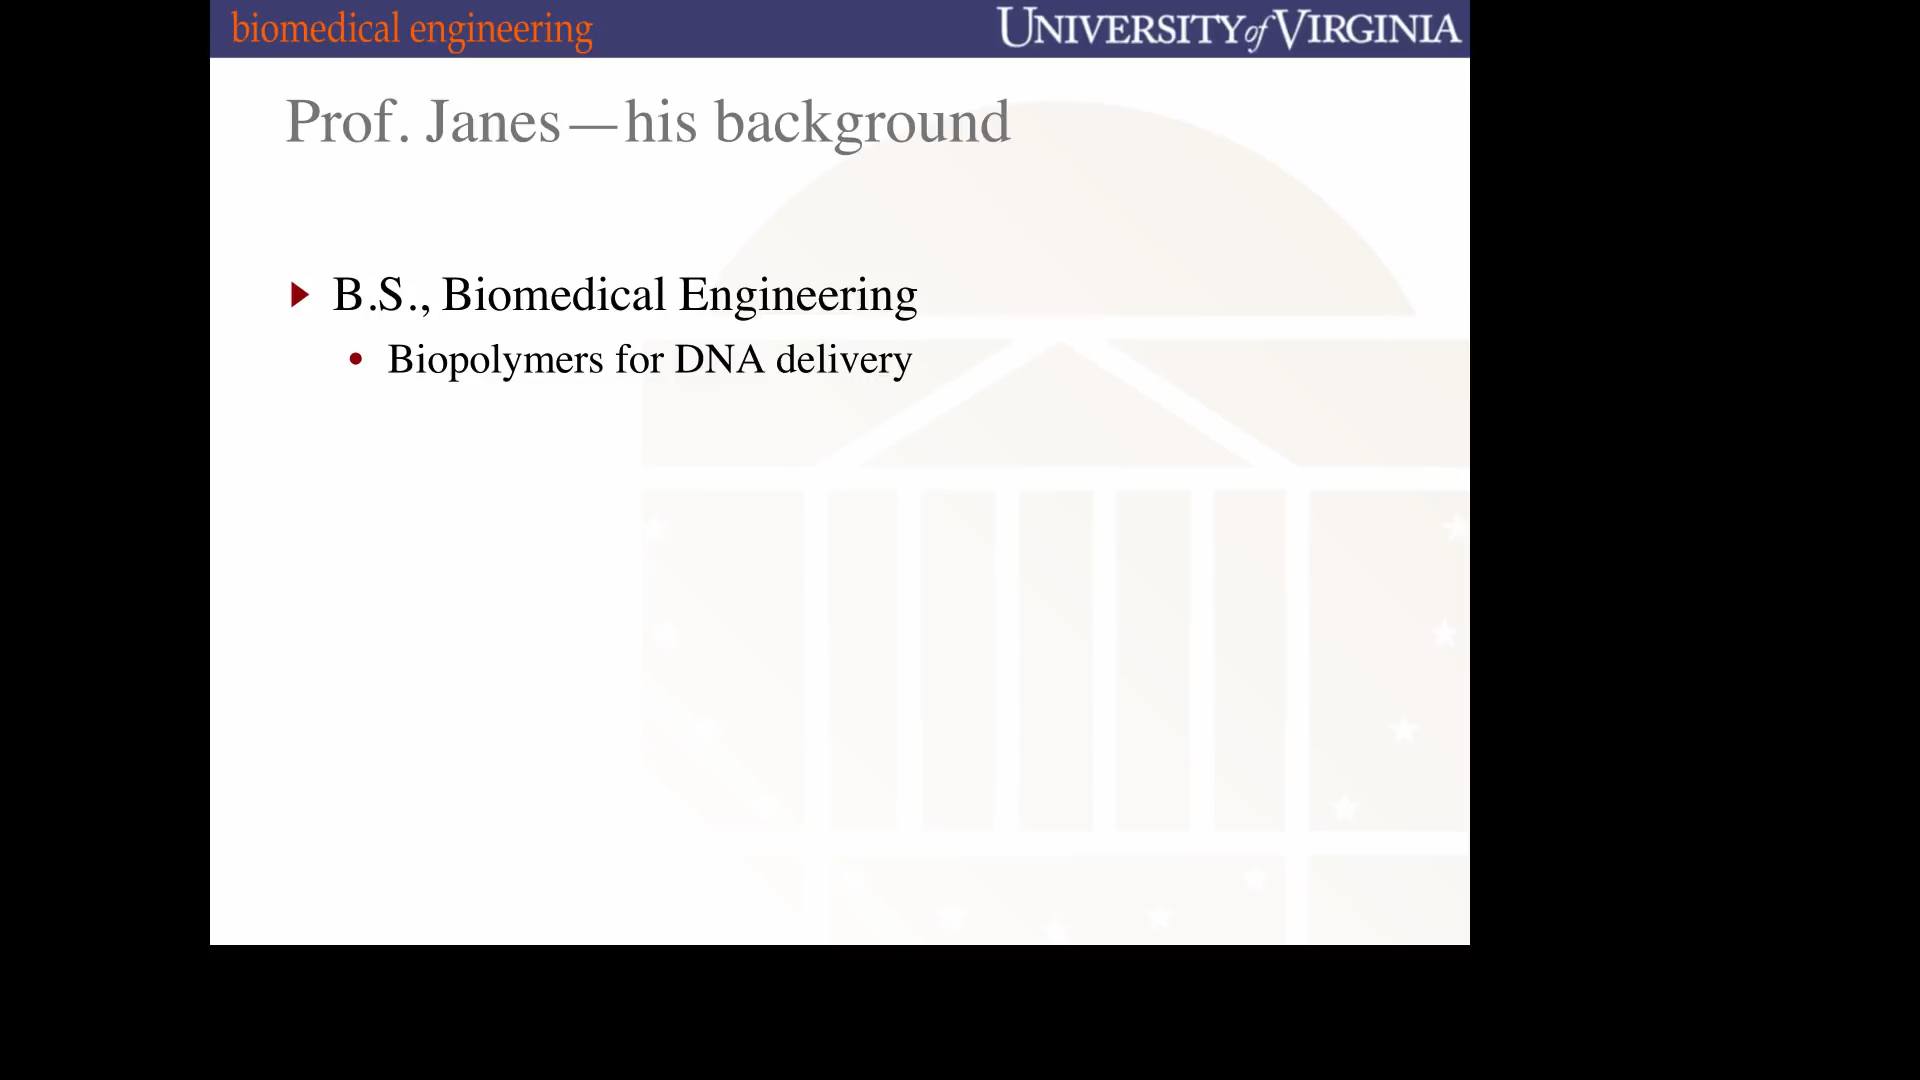 biomedical engineering
UNIVERSITY of VIRGINIA
Prof. Janes—his background
B.S., Biomedical Engineering
Biopolymers for DNA delivery